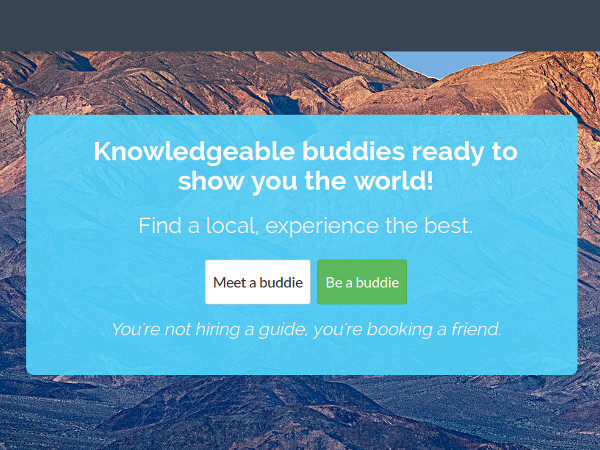 Knowledgeable buddies ready to
show you the world!
Find a local, experience the best.
Meet a buddie
Be a buddie
You're not hiring a guide, you're booking a friend.